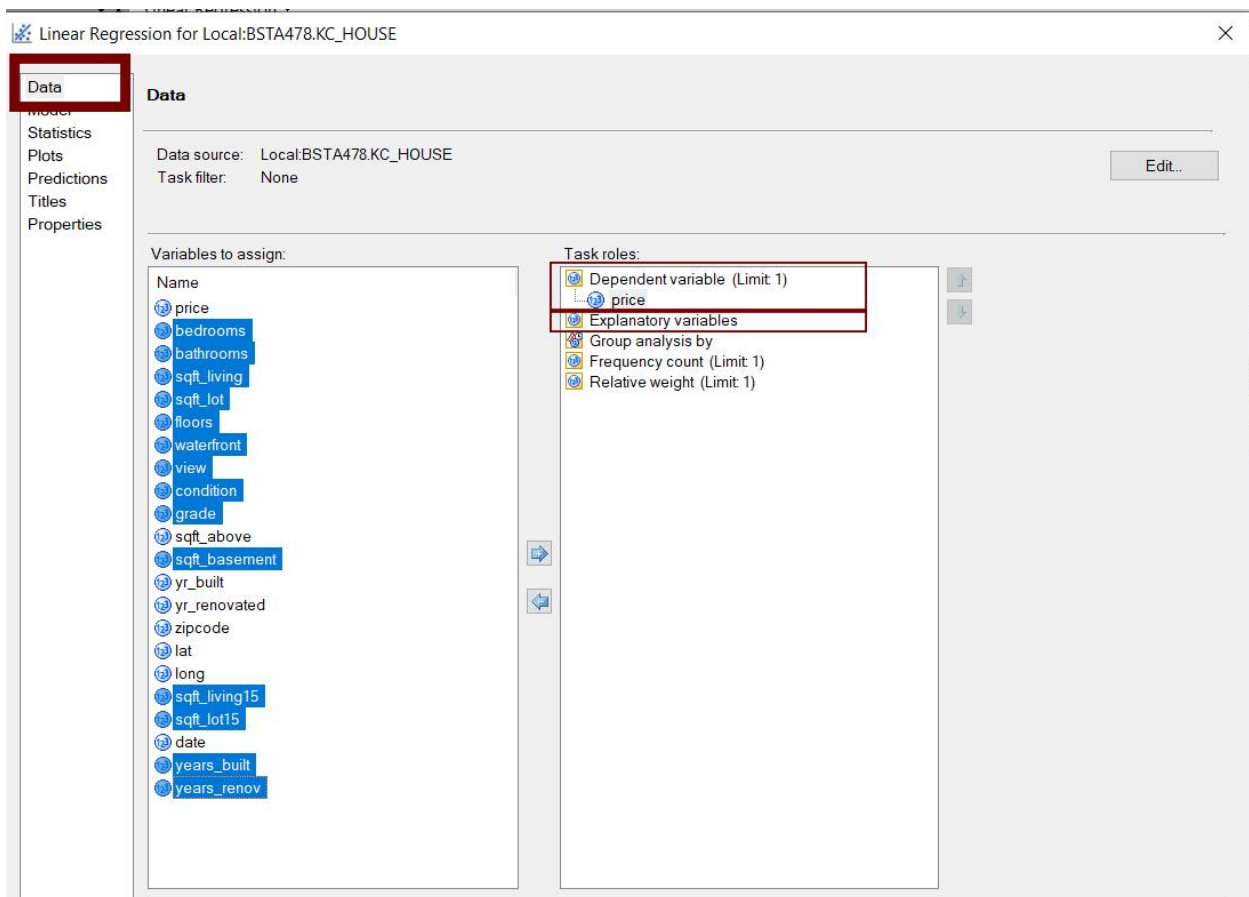 Linear Regression for Local:BSTA478.KC_HOUSE
Data
Statistics
Plots
Predictions
Titles
Properties
Data
Data source: Local:BSTA478.KC_HOUSE
Task filter: None
Edit...
Variables to assign:
Name
price
bedrooms
bathrooms
sqft_living
sqft_lot
floors
waterfront
view
condition
grade
sqft_above
sqft_basement
yr_built
yr_renovated
zipcode
lat
long
sqft_living15
sqft_lot15
date
years_built
years_renov
Task roles:
Dependent variable (Limit: 1)
price
Explanatory variables
Group analysis by
Frequency count (Limit: 1)
Relative weight (Limit: 1)